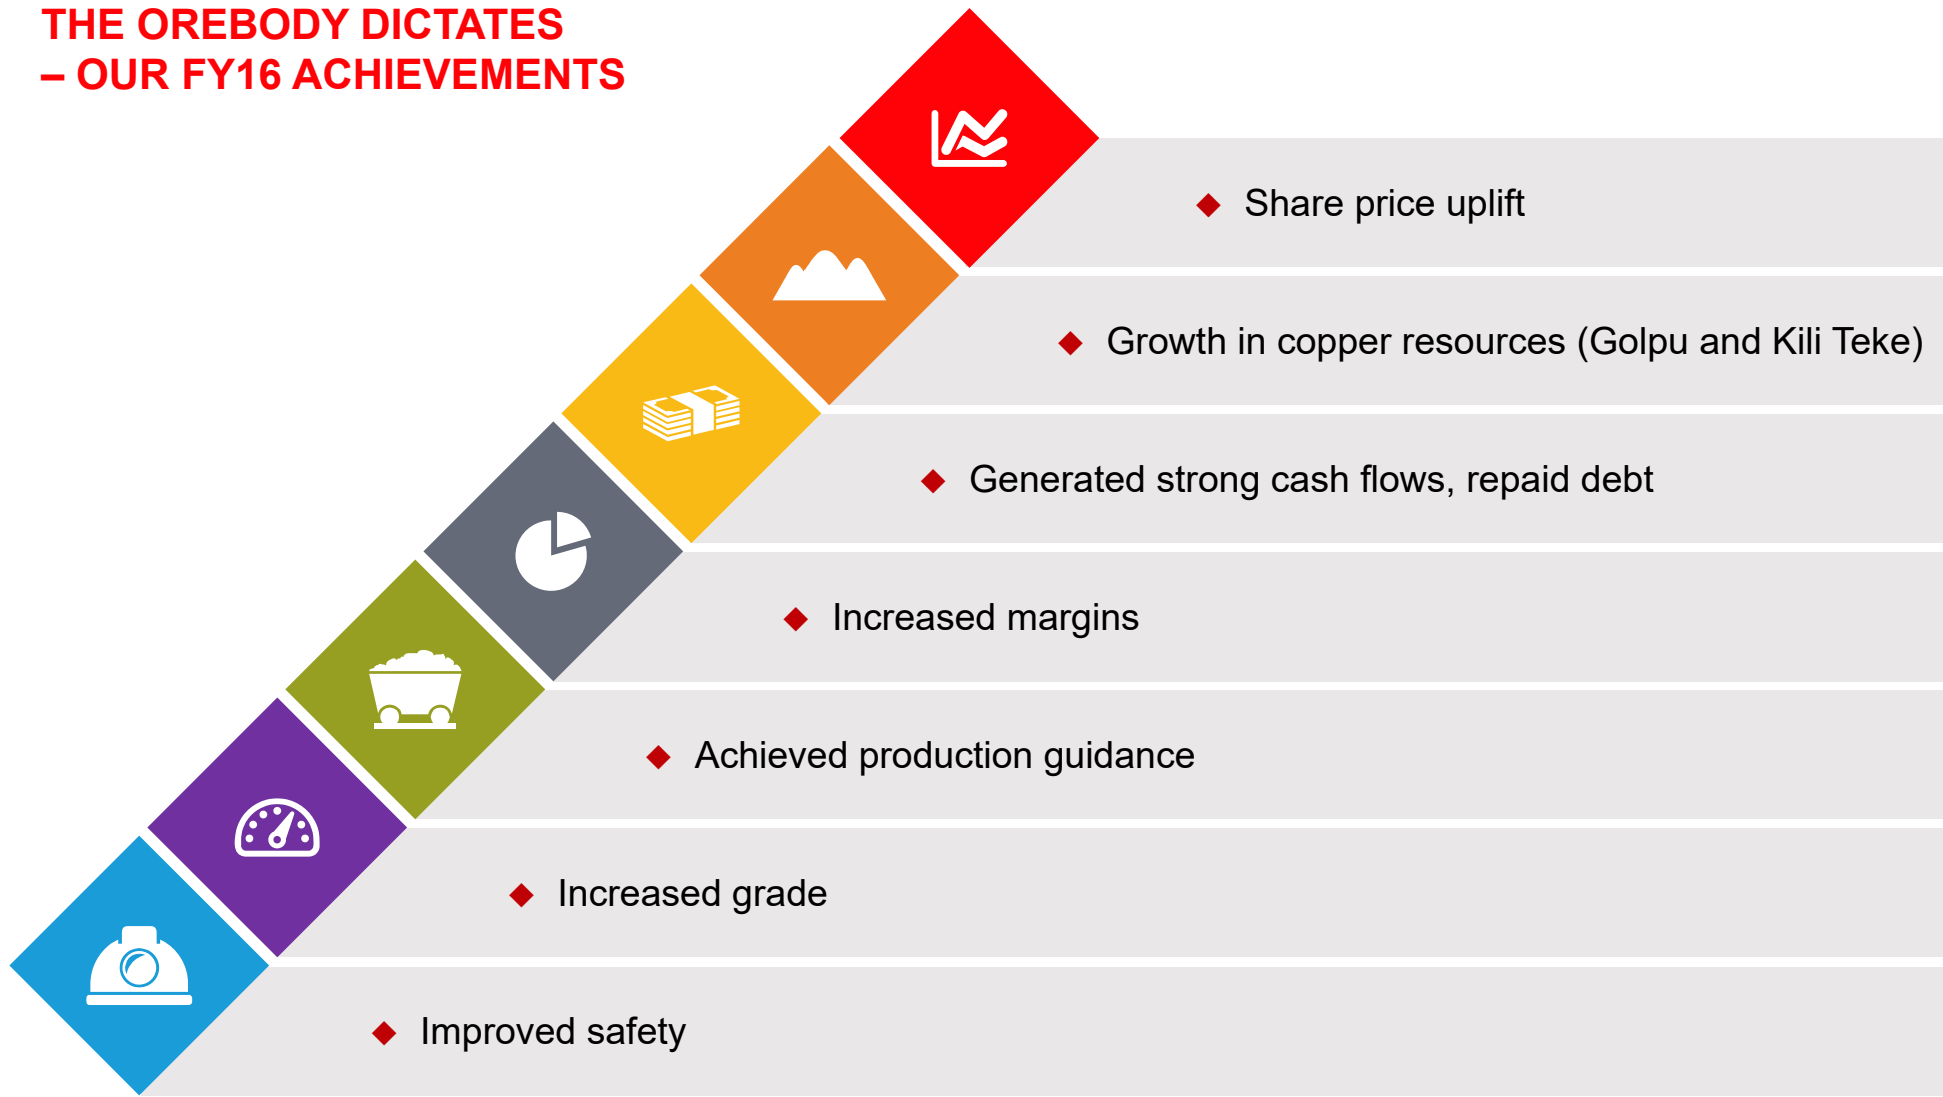 THE OREBODY DICTATES
– OUR FY16 ACHIEVEMENTS
Share price uplift
Growth in copper resources (Golpu and Kili Teke)
Generated strong cash flows, repaid debt
Increased margins
Achieved production guidance
Increased grade
Improved safety